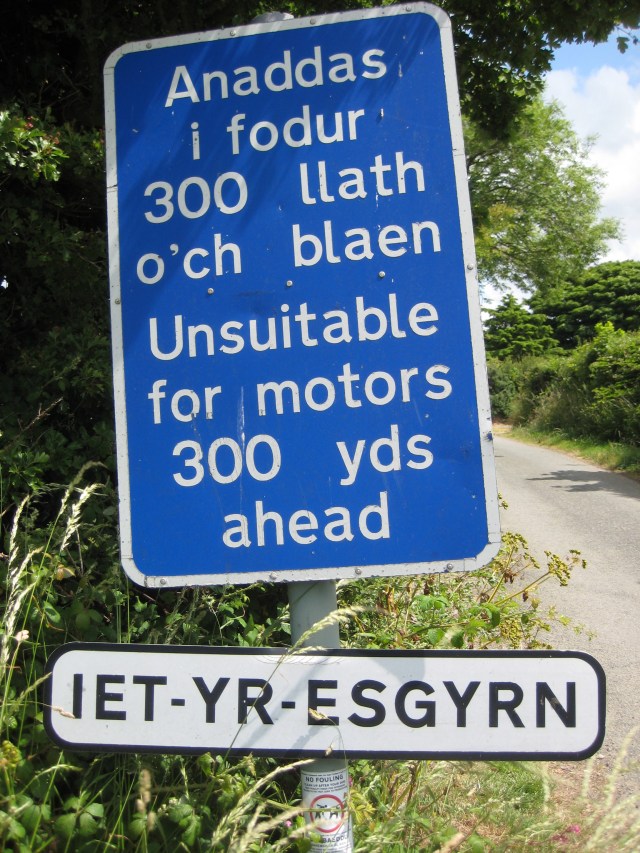 Anaddas
i fodur
300 llath
o'ch blaen
Unsuitable
for motors
300 yds
ahead
IET-YR-ESGYRN
NO FOULING